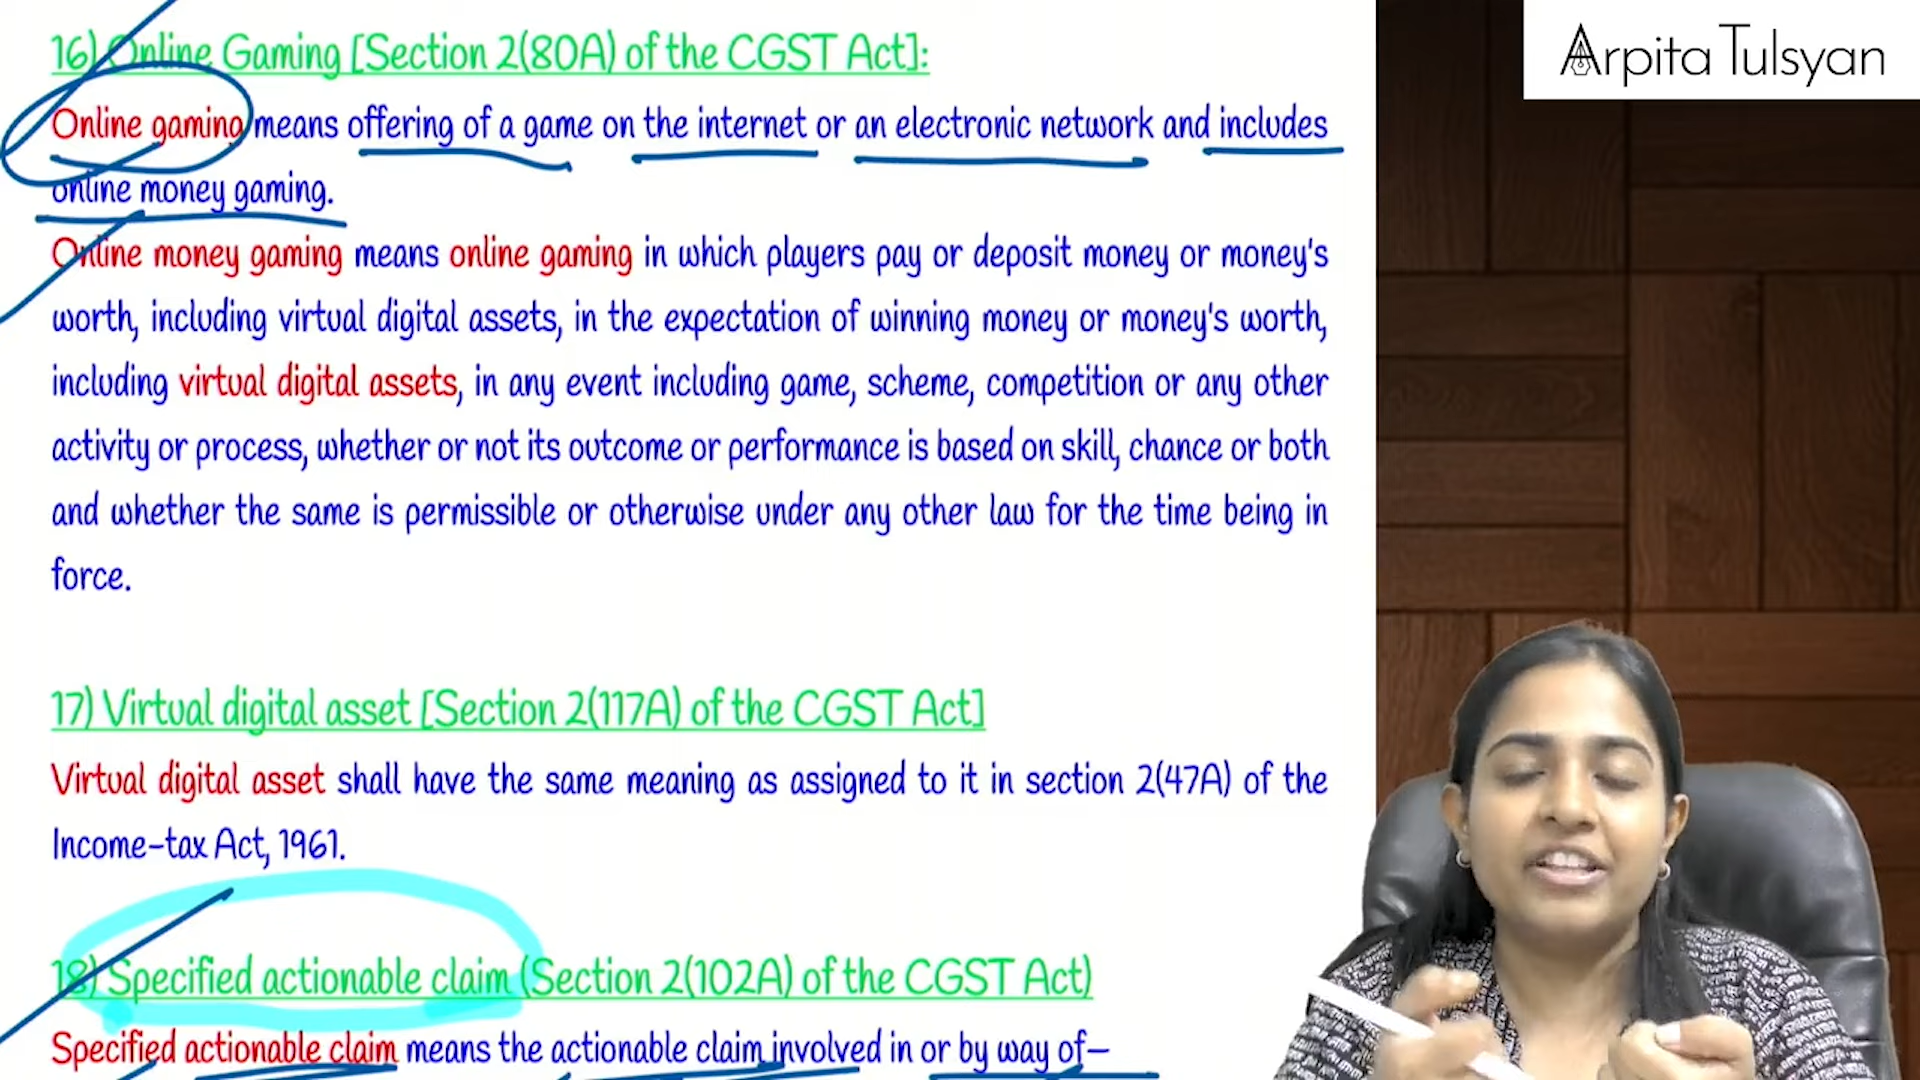 16) Online Gaming [Section 2(80A) of the CGST Act]:
Online gaming means offering of a game on the internet or an electronic network and includes
online money gaming.
Online money gaming means online gaming in which players pay or deposit money or money's
worth, including virtual digital assets, in the expectation of winning money or money's worth,
including virtual digital assets, in any event including game, scheme, competition or any other
activity or process, whether or not its outcome or performance is based on skill, chance or both
and whether the same is permissible or otherwise under any other law for the time being in
force.
17) Virtual digital asset [Section 2(117A) of the CGST Act]
Virtual digital asset shall have the same meaning as assigned to it in section 2(47A) of the
Income-tax Act, 1961.
18) Specified actionable claim (Section 2(102A) of the CGST Act)
Specified actionable claim means the actionable claim involved in or by way of—
Arpita Tulsyan